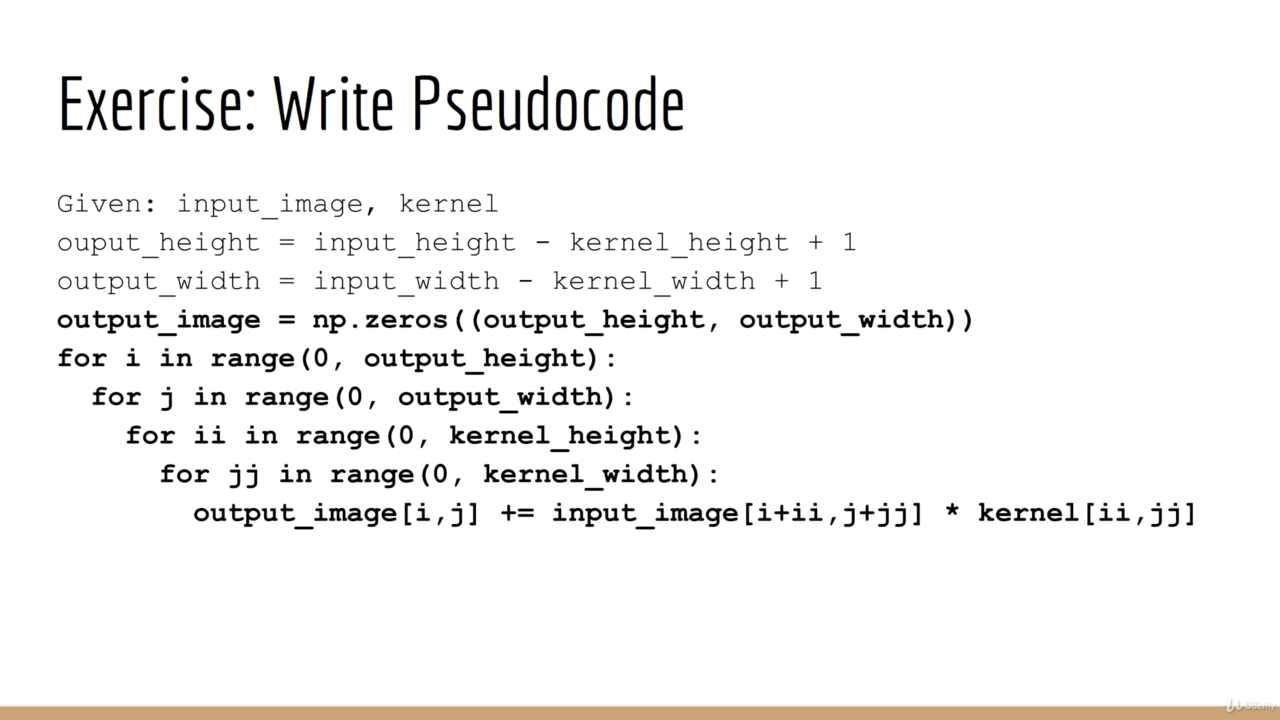 Exercise: Write Pseudocode
Given: input_image, kernel
ouput_height = input_height - kernel_height + 1
output_width = input_width - kernel_width + 1
output_image = np.zeros((output_height, output_width))
for i in range(0, output_height):
  for j in range(0, output_width):
    for ii in range(0, kernel_height):
      for jj in range(0, kernel_width):
        output_image[i,j] += input_image[i+ii,j+jj] * kernel[ii,jj]
Udemy